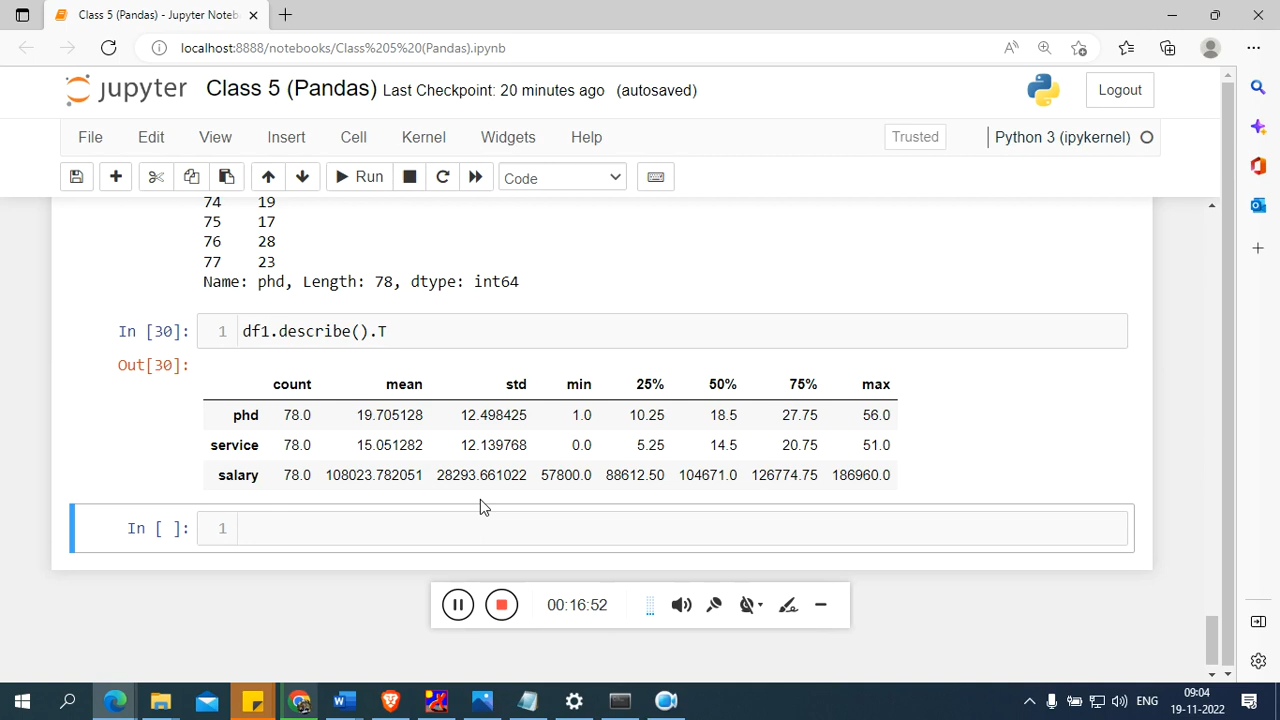 Class 5 (Pandas) - Jupyter Noteb
localhost:8888/notebooks/Class%205%20(Pandas).ipynb
jupyter Class 5 (Pandas) Last Checkpoint: 20 minutes ago (autosaved)
Logout
File Edit View Insert Cell Kernel Widgets Help
Trusted
Python 3 (ipykernel)
Run
Code
74 19
75 17
76 28
77 23
Name: phd, Length: 78, dtype: int64
In [30]: 1 df1.describe().T
Out[30]:
count mean std min 25% 50% 75% max
phd 78.0 19.705128 12.498425 1.0 10.25 18.5 27.75 56.0
service 78.0 15.051282 12.139768 0.0 5.25 14.5 20.75 51.0
salary 78.0 108023.782051 28293.661022 57800.0 88612.50 104671.0 126774.75 186960.0
In [ ]: 1
00:16:52
ENG
09:04
19-11-2022